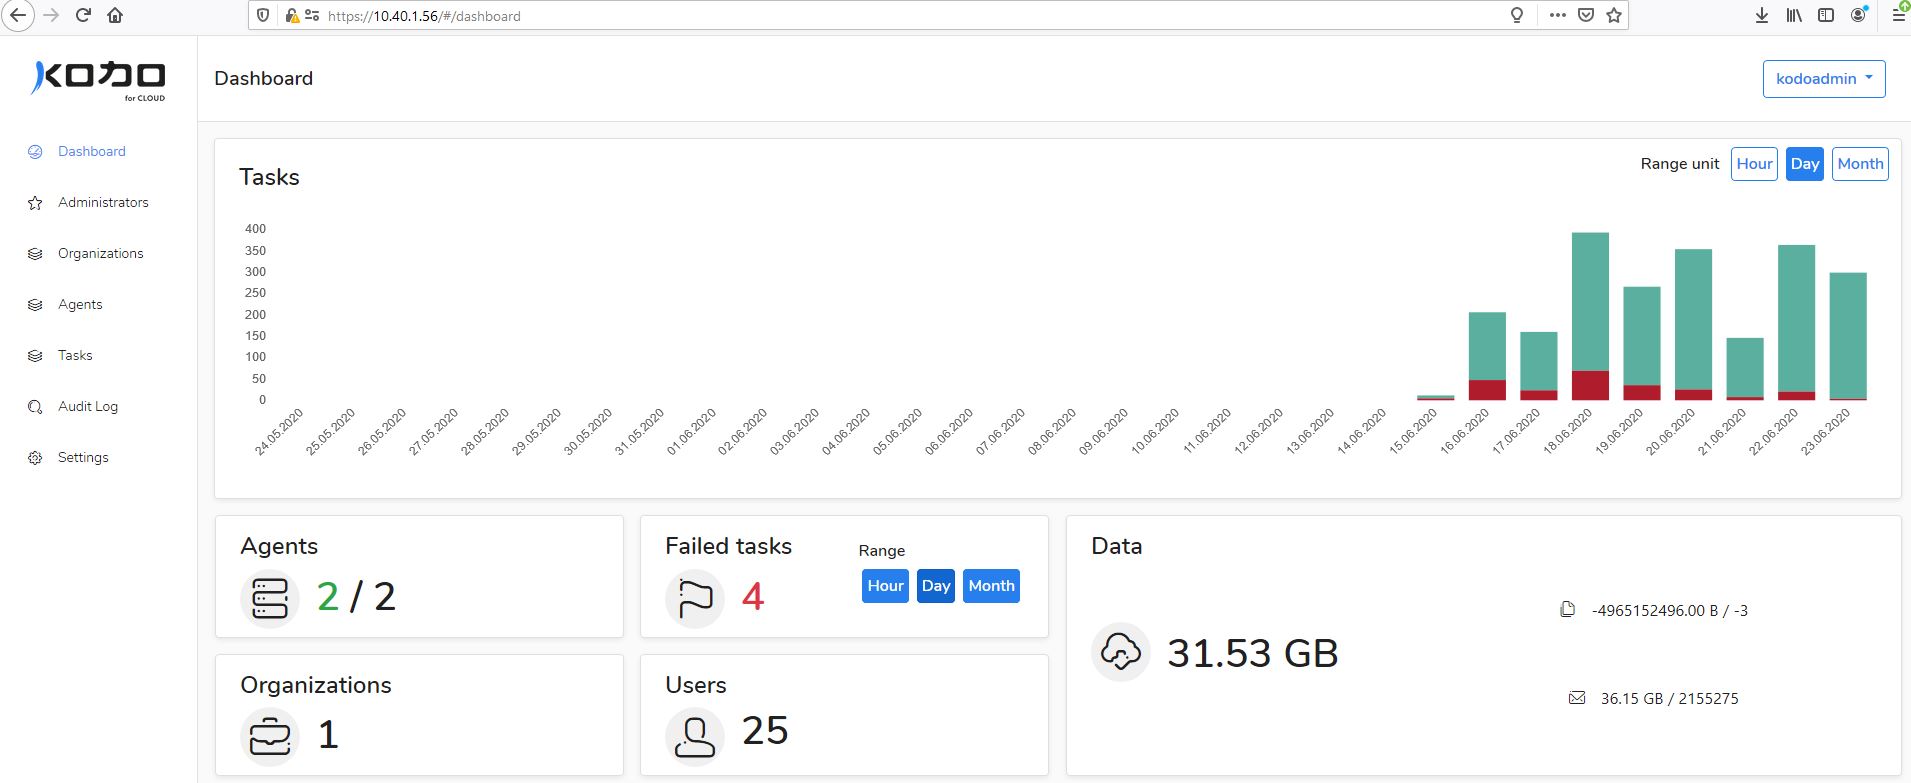 https://10.40.1.56/#/dashboard
KODO
for CLOUD
Dashboard
kodoadmin
Dashboard
Administrators
Organizations
Agents
Tasks
Audit Log
Settings
Tasks
Range unit Hour Day Month
400
350
300
250
200
150
100
50
0
24.05.2020 25.05.2020 26.05.2020 27.05.2020 28.05.2020 29.05.2020 30.05.2020 31.05.2020 01.06.2020 02.06.2020 03.06.2020 04.06.2020 05.06.2020 06.06.2020 07.06.2020 08.06.2020 09.06.2020 10.06.2020 11.06.2020 12.06.2020 13.06.2020 14.06.2020 15.06.2020 16.06.2020 17.06.2020 18.06.2020 19.06.2020 20.06.2020 21.06.2020 22.06.2020 23.06.2020
Agents
2 / 2
Failed tasks
4
Range
Hour Day Month
Data
31.53 GB
-4965152496.00 B / -3
36.15 GB / 2155275
Organizations
1
Users
25